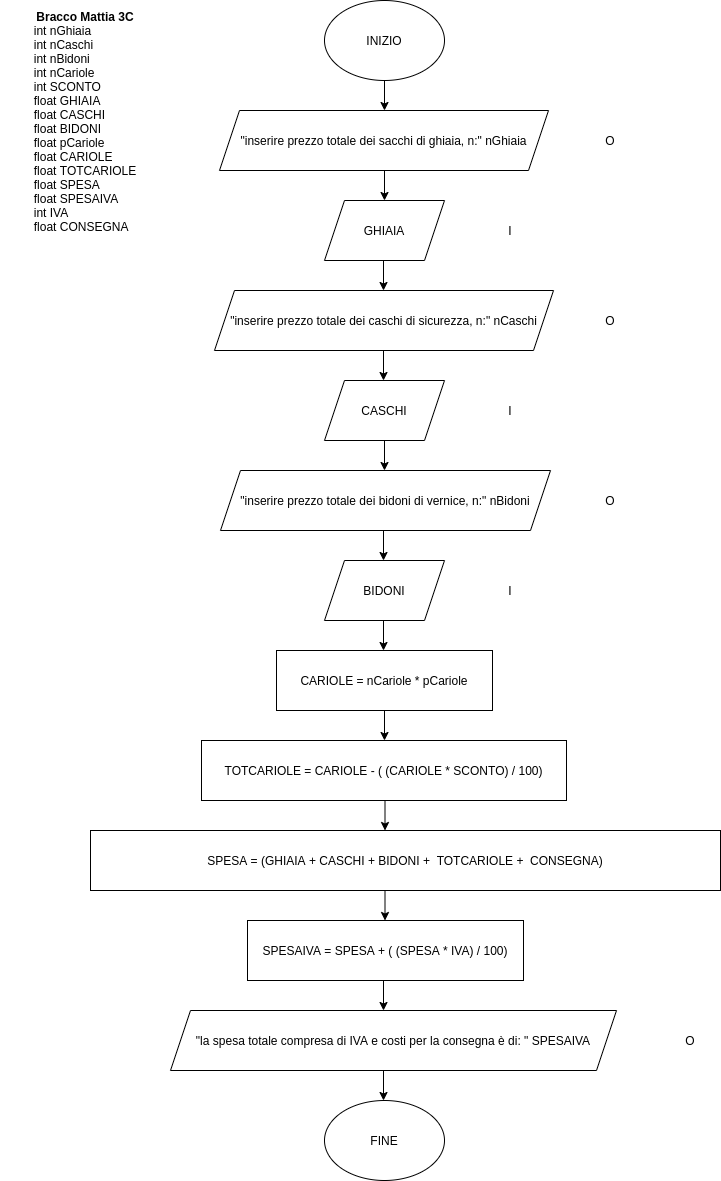 Bracco Mattia 3C
int nGhiaia
int nCaschi
int nBidoni
int nCariole
int SCONTO
float GHIAIA
float CASCHI
float BIDONI
float pCariole
float CARIOLE
float TOTCARIOLE
float SPESA
float SPESAIVA
int IVA
float CONSEGNA
INIZIO
"inserire prezzo totale dei sacchi di ghiaia, n:" nGhiaia
O
GHIAIA
I
"inserire prezzo totale dei caschi di sicurezza, n:" nCaschi
O
CASCHI
I
"inserire prezzo totale dei bidoni di vernice, n:" nBidoni
O
BIDONI
I
CARIOLE = nCariole * pCariole
TOTCARIOLE = CARIOLE - ( (CARIOLE * SCONTO) / 100)
SPESA = (GHIAIA + CASCHI + BIDONI + TOTCARIOLE + CONSEGNA)
SPESAIVA = SPESA + ( (SPESA * IVA) / 100)
"la spesa totale compresa di IVA e costi per la consegna è di: " SPESAIVA
O
FINE